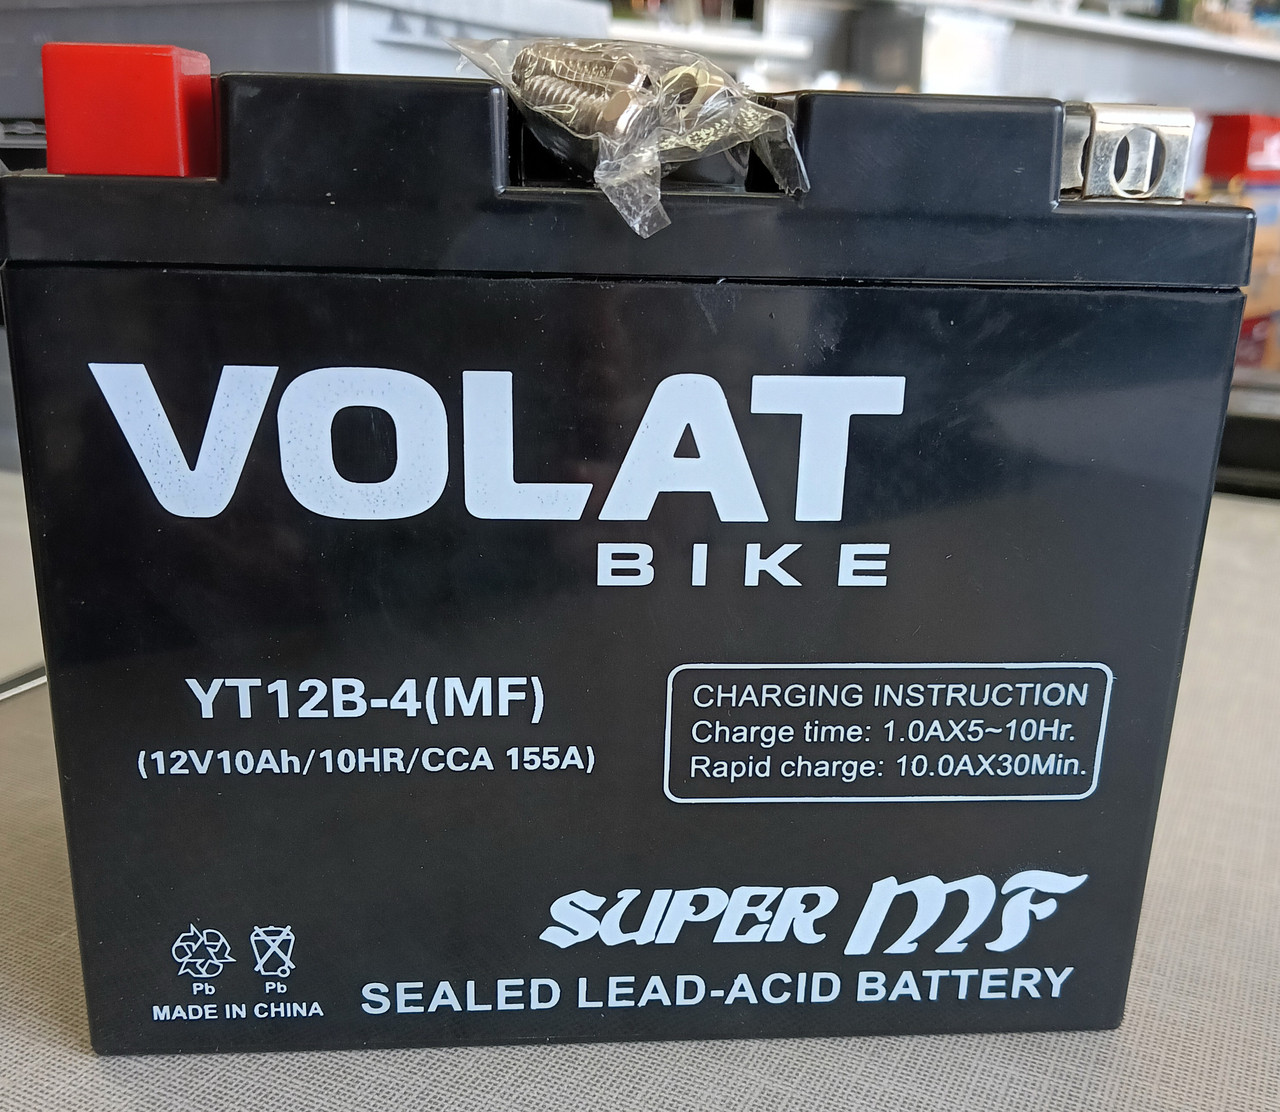 VOLAT
BIKE
YT12B-4(MF)
(12V10Ah/10HR/CCA 155A)
CHARGING INSTRUCTION
Charge time: 1.0AX5~10Hr.
Rapid charge: 10.0AX30Min.
SUPER MF
SEALED LEAD-ACID BATTERY
Pb Pb
MADE IN CHINA